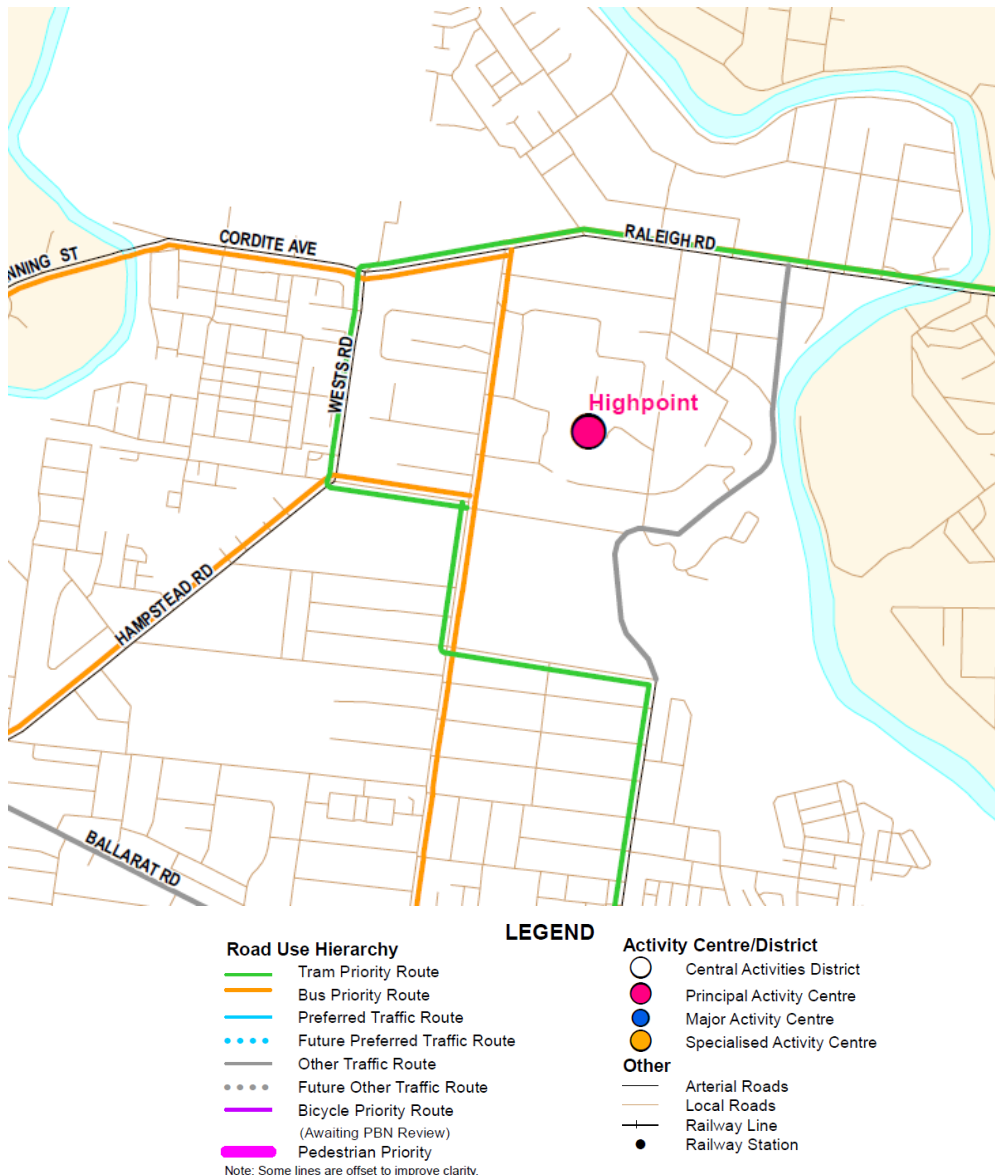 RALEIGH RD
CORDITE AVE
NNING ST
WESTS RD
Highpoint
HAMPSTEAD RD
BALLARAT RD
LEGEND
Road Use Hierarchy
Tram Priority Route
Bus Priority Route
Preferred Traffic Route
Future Preferred Traffic Route
Other Traffic Route
Future Other Traffic Route
Bicycle Priority Route
(Awaiting PBN Review)
Pedestrian Priority
Note: Some lines are offset to improve clarity.
Activity Centre/District
Central Activities District
Principal Activity Centre
Major Activity Centre
Specialised Activity Centre
Other
Arterial Roads
Local Roads
Railway Line
Railway Station